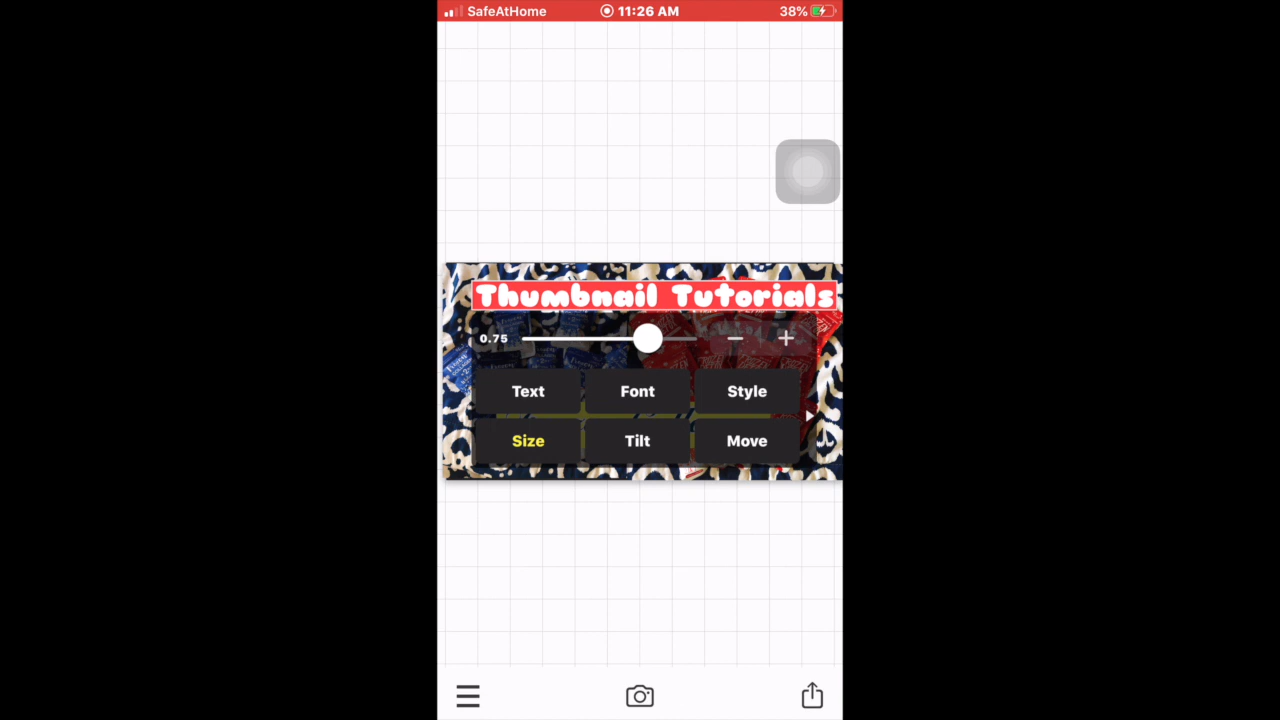 SafeAtHome 11:26 AM 38%
Thumbnail Tutorials
0.75
Text Font Style
Size Tilt Move